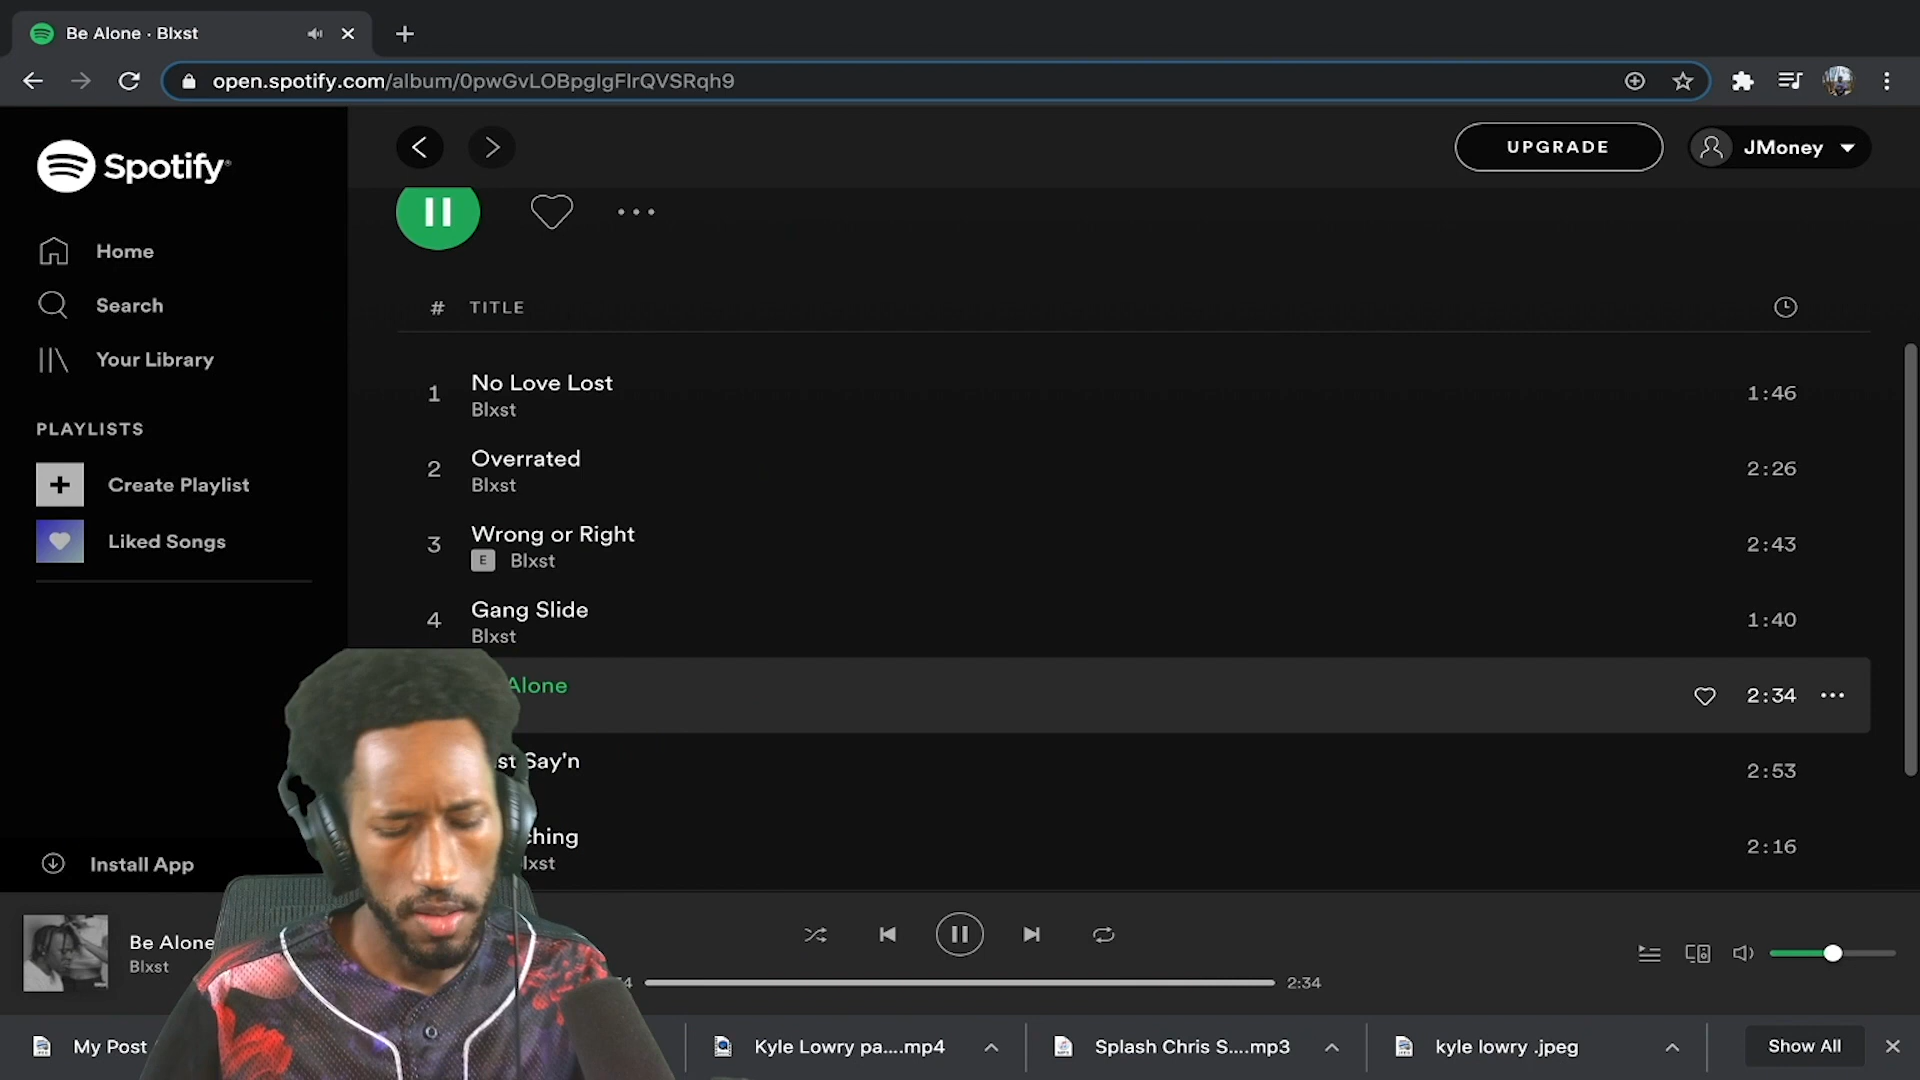 Be Alone · Blxst
open.spotify.com/album/0pwGvLOBpgIgFIrQVSRqh9
Spotify®
UPGRADE
JMoney
Home
Search
Your Library
PLAYLISTS
Create Playlist
Liked Songs
Install App
# TITLE
1 No Love Lost 1:46
Blxst
2 Overrated 2:26
Blxst
3 Wrong or Right 2:43
E Blxst
4 Gang Slide 1:40
Blxst
Alone 2:34
Say'n 2:53
2:16
Be Alone
Blxst
2:34
My Post
Kyle Lowry pa....mp4
Splash Chris S....mp3
kyle lowry .jpeg
Show All